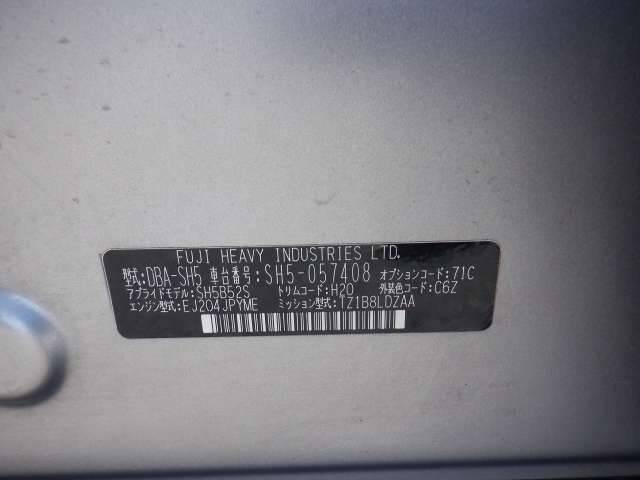 FUJI HEAVY INDUSTRIES LTD.
型式:DBA-SH5 車台番号:SH5-057408 オプションコード:71C
アプライドモデル:SH5B52S トリムコード:H20 外装色コード:C6Z
エンジン型式:EJ204JPYME ミッション型式:TZ1B8LDZAA